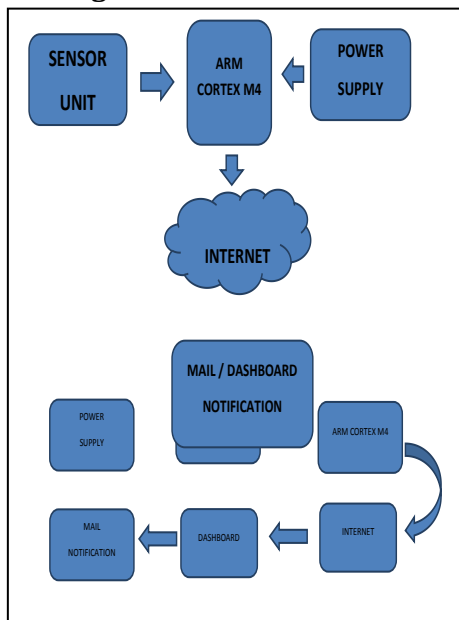 SENSOR
UNIT
ARM
CORTEX M4
POWER
SUPPLY
INTERNET
MAIL / DASHBOARD
NOTIFICATION
POWER
SUPPLY
ARM CORTEX M4
MAIL
NOTIFICATION
DASHBOARD
INTERNET